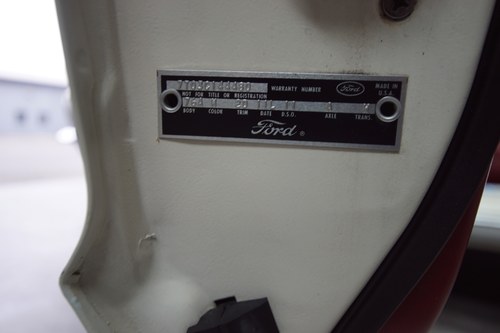 WARRANTY NUMBER
Ford
MADE IN
U.S.A.
NOT FOR TITLE OR REGISTRATION
BODY COLOR TRIM DATE D.S.O. AXLE TRANS.
Ford ®